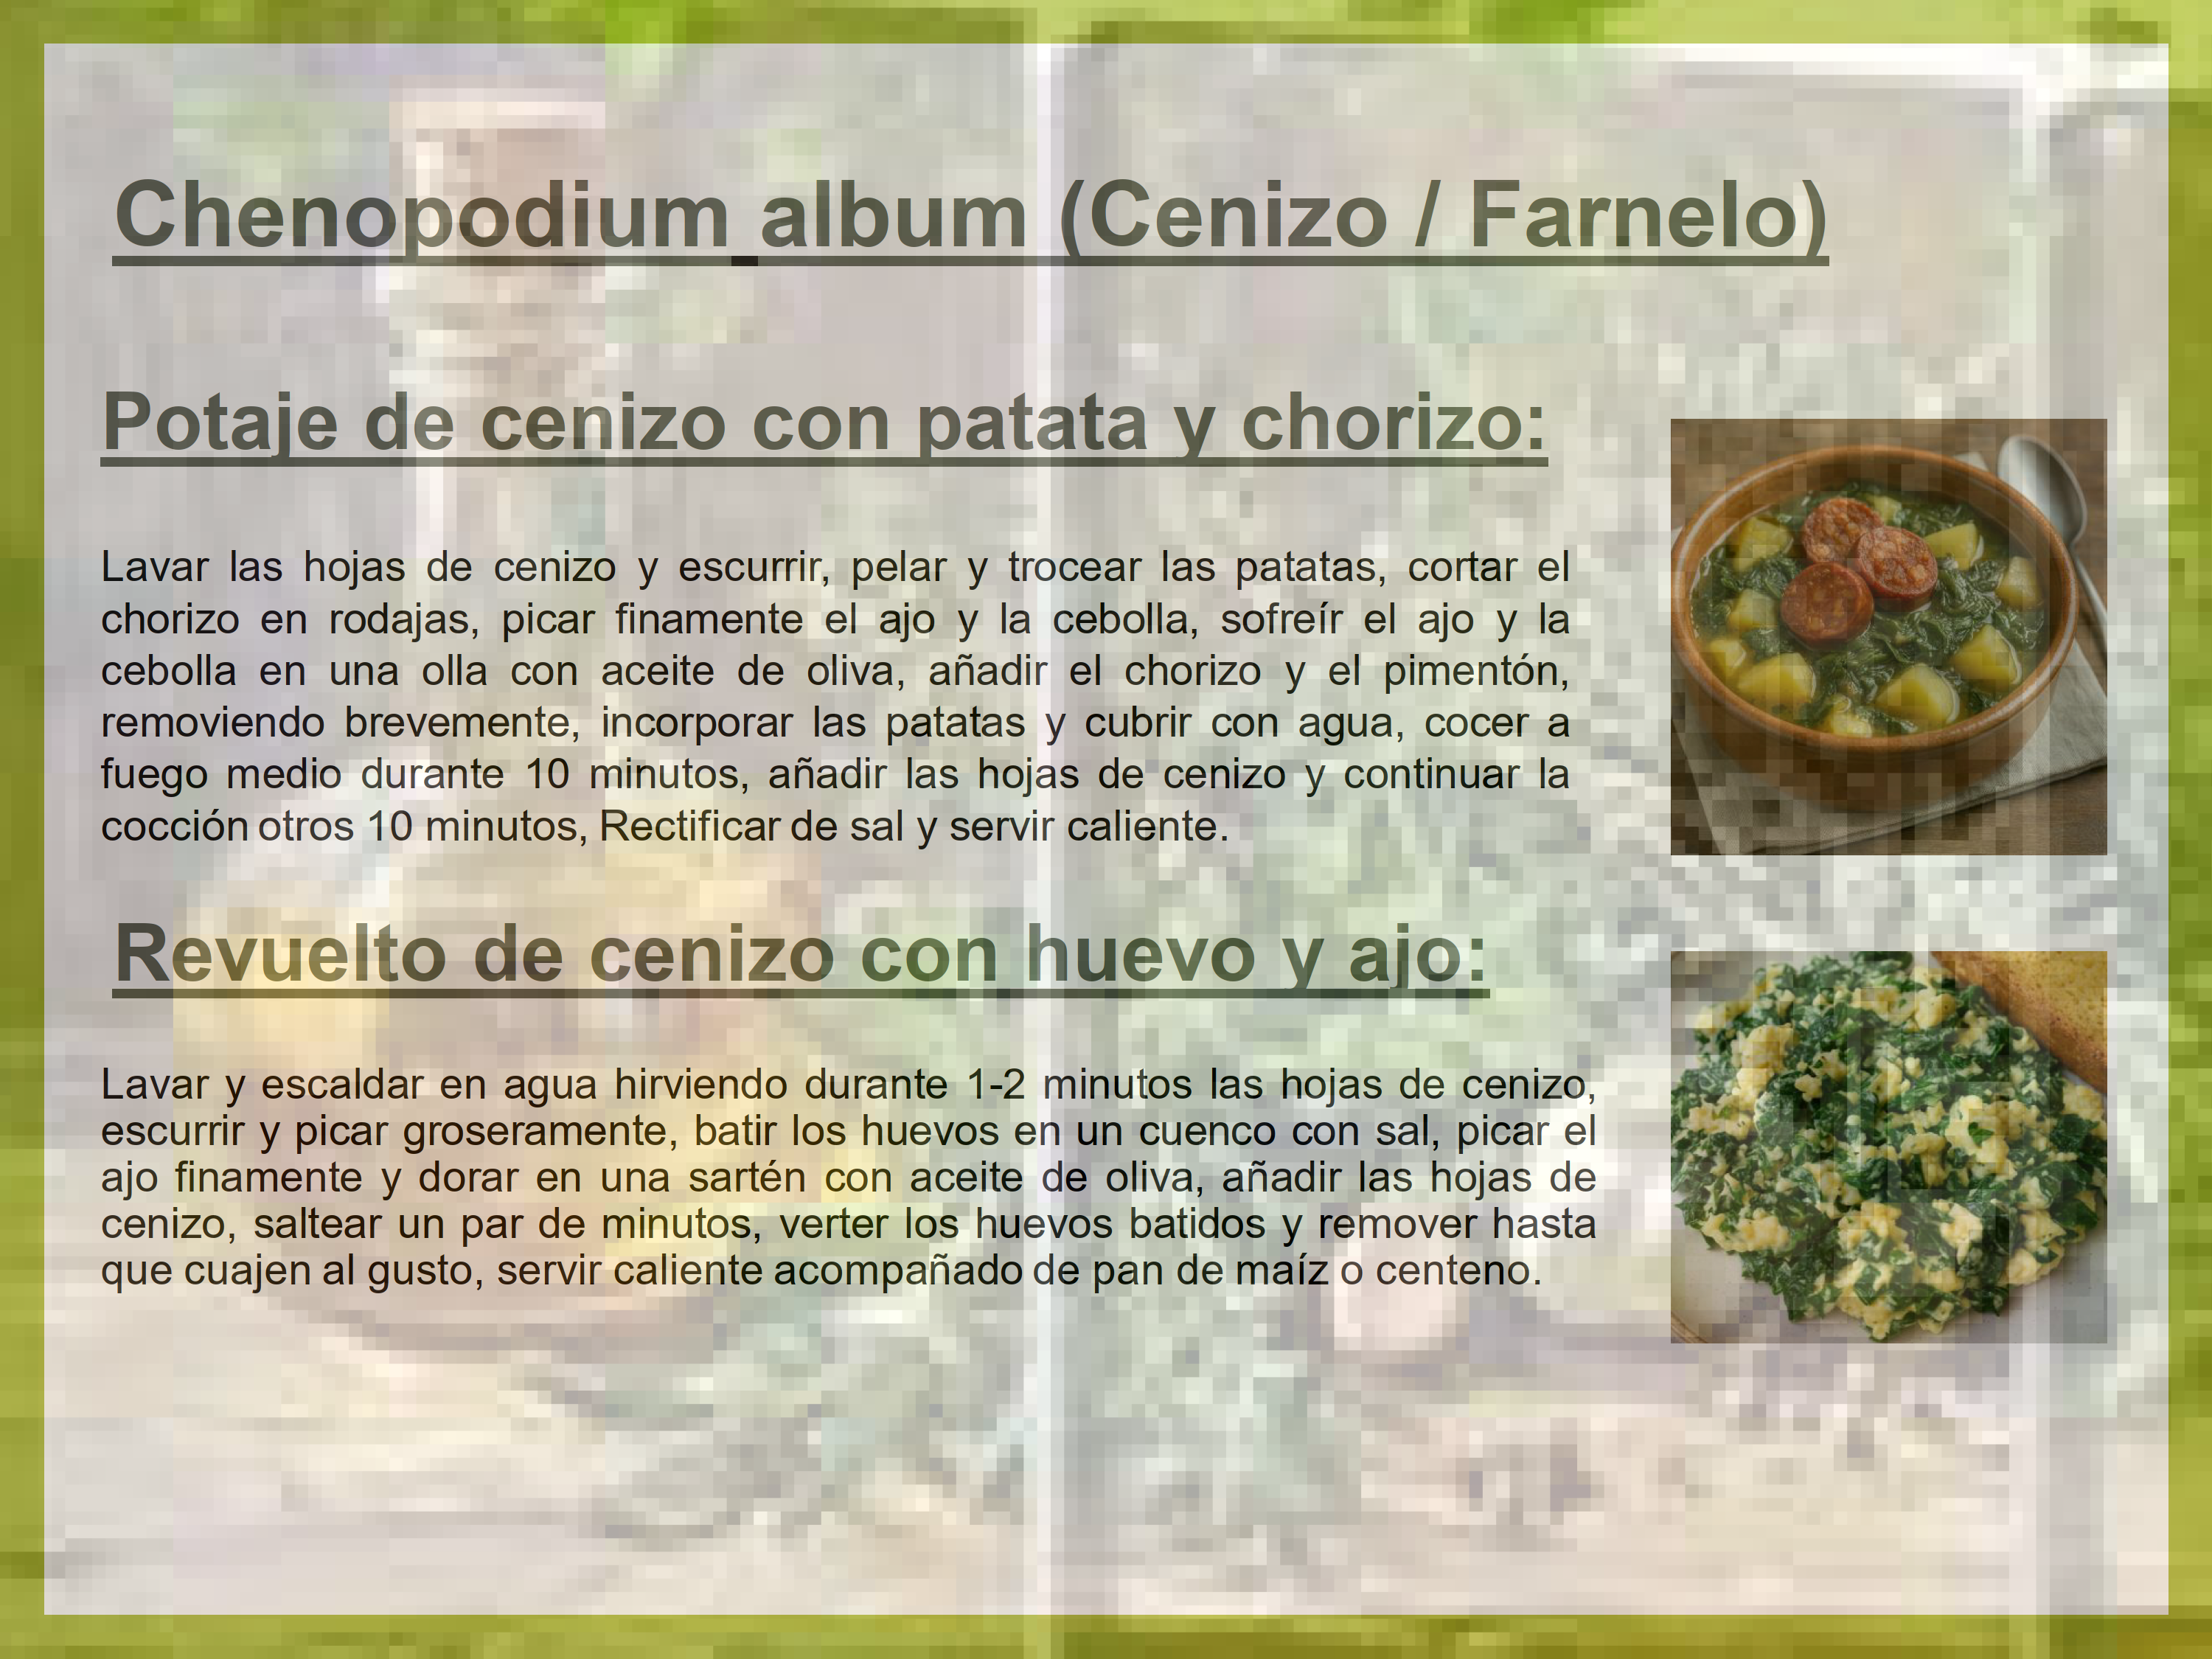 Chenopodium album (Cenizo / Farnelo)
Potaje de cenizo con patata y chorizo:
Lavar las hojas de cenizo y escurrir, pelar y trocear las patatas, cortar el
chorizo en rodajas, picar finamente el ajo y la cebolla, sofreír el ajo y la
cebolla en una olla con aceite de oliva, añadir el chorizo y el pimentón,
removiendo brevemente, incorporar las patatas y cubrir con agua, cocer a
fuego medio durante 10 minutos, añadir las hojas de cenizo y continuar la
cocción otros 10 minutos, Rectificar de sal y servir caliente.
Revuelto de cenizo con huevo y ajo:
Lavar y escaldar en agua hirviendo durante 1-2 minutos las hojas de cenizo,
escurrir y picar groseramente, batir los huevos en un cuenco con sal, picar el
ajo finamente y dorar en una sartén con aceite de oliva, añadir las hojas de
cenizo, saltear un par de minutos, verter los huevos batidos y remover hasta
que cuajen al gusto, servir caliente acompañado de pan de maíz o centeno.